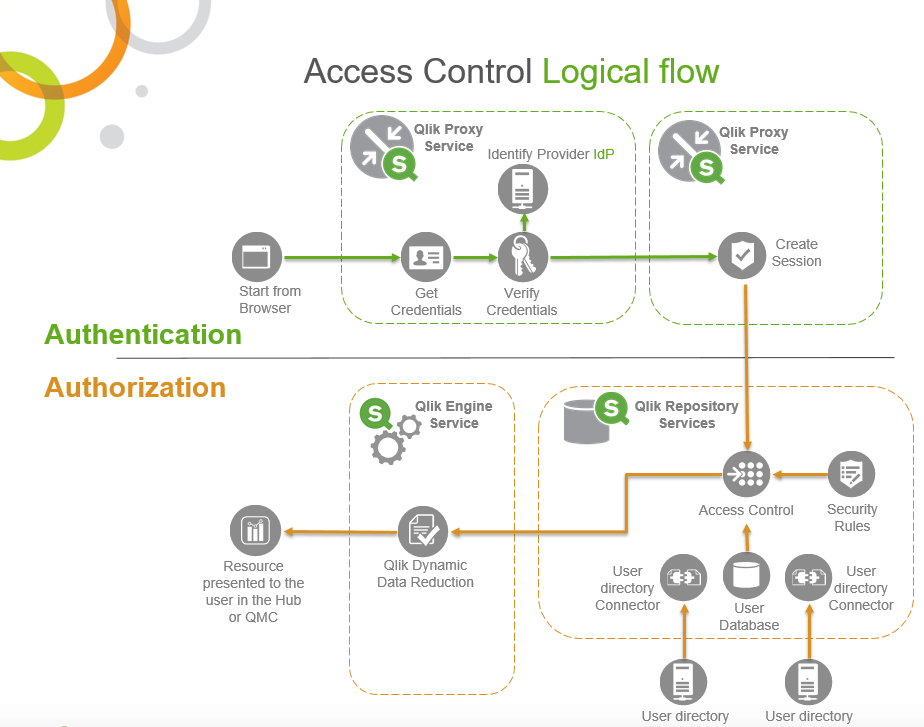 Access Control Logical flow
Qlik Proxy
Service
Identify Provider IdP
Qlik Proxy
Service
Start from
Browser
Get
Credentials
Verify
Credentials
Create
Session
Authentication
Authorization
Qlik Engine
Service
Qlik Repository
Services
Access Control
Security
Rules
Resource
presented to the
user in the Hub
or QMC
Qlik Dynamic
Data Reduction
User
directory
Connector
User
Database
User
directory
Connector
User directory
User directory
S
S
S
S